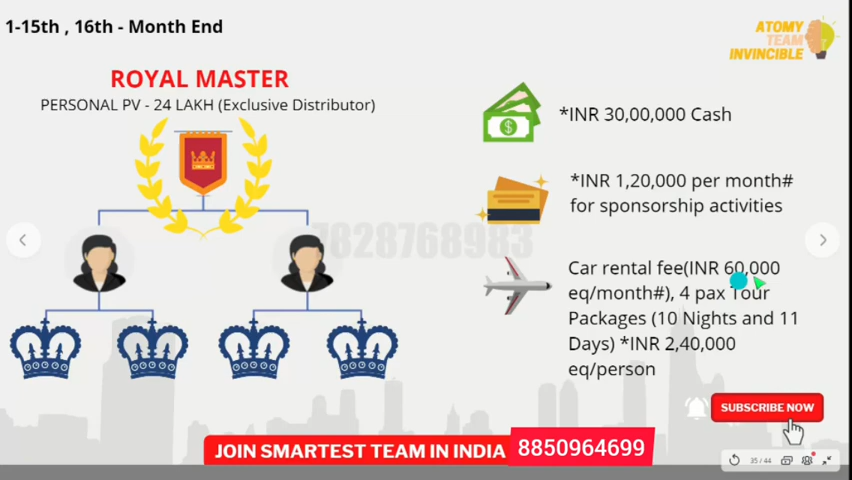 1-15th , 16th - Month End
ATOMY
TEAM
INVINCIBLE
ROYAL MASTER
PERSONAL PV - 24 LAKH (Exclusive Distributor)
*INR 30,00,000 Cash
*INR 1,20,000 per month#
for sponsorship activities
7828768983
Car rental fee(INR 60,000
eq/month#), 4 pax Tour
Packages (10 Nights and 11
Days) *INR 2,40,000
eq/person
SUBSCRIBE NOW
JOIN SMARTEST TEAM IN INDIA
8850964699
35 / 44